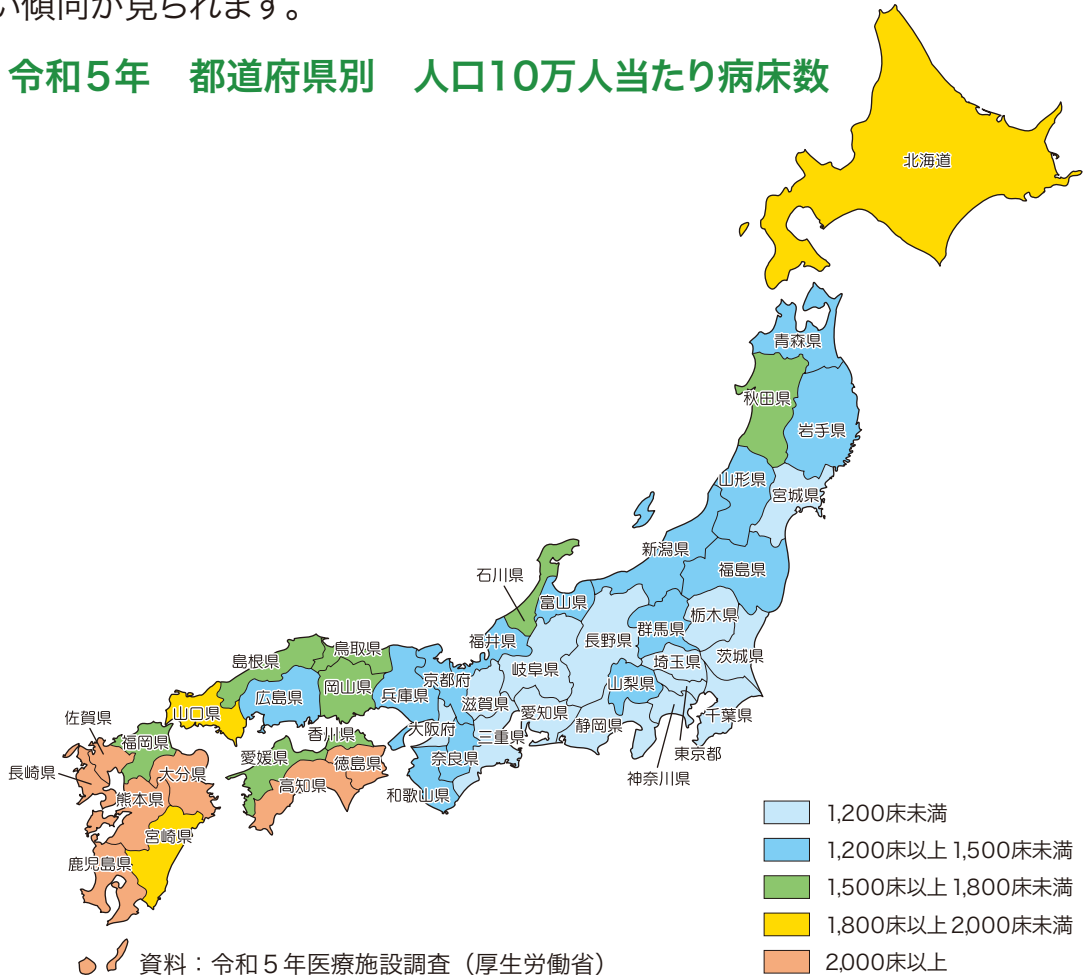 い傾向が見られます。
令和5年　都道府県別　人口10万人当たり病床数
北海道
青森県
秋田県
岩手県
山形県
宮城県
新潟県
福島県
石川県
富山県
栃木県
福井県
長野県
群馬県
岐阜県
埼玉県
茨城県
鳥取県
島根県
京都府
山梨県
岡山県
広島県
兵庫県
滋賀県
愛知県
静岡県
千葉県
佐賀県
山口県
大阪府
香川県
三重県
東京都
福岡県
愛媛県
徳島県
奈良県
神奈川県
長崎県
大分県
高知県
和歌山県
熊本県
宮崎県
鹿児島県
1,200床未満
1,200床以上1,500床未満
1,500床以上1,800床未満
1,800床以上2,000床未満
2,000床以上
資料：令和5年医療施設調査（厚生労働省）